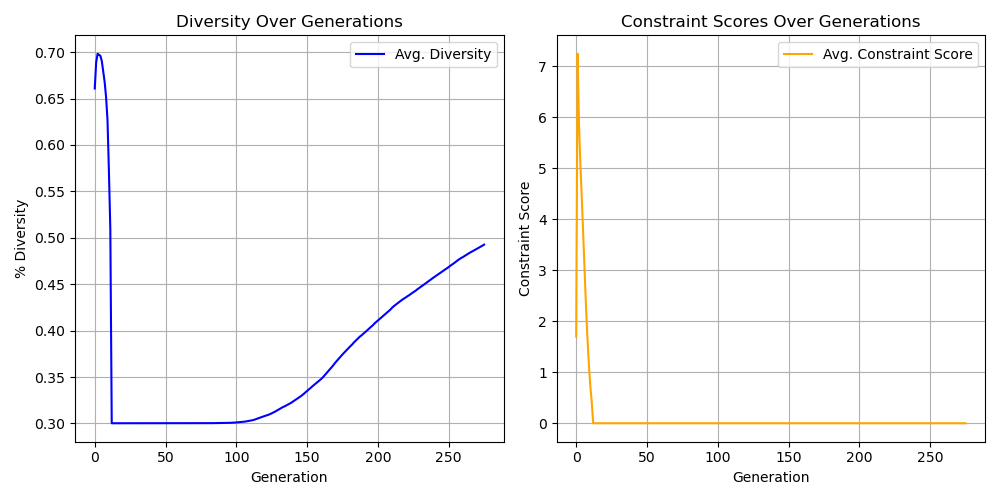 Diversity Over Generations
Avg. Diversity
% Diversity
0.70
0.65
0.60
0.55
0.50
0.45
0.40
0.35
0.30
0 50 100 150 200 250
Generation
Constraint Scores Over Generations
Avg. Constraint Score
Constraint Score
7
6
5
4
3
2
1
0
0 50 100 150 200 250
Generation